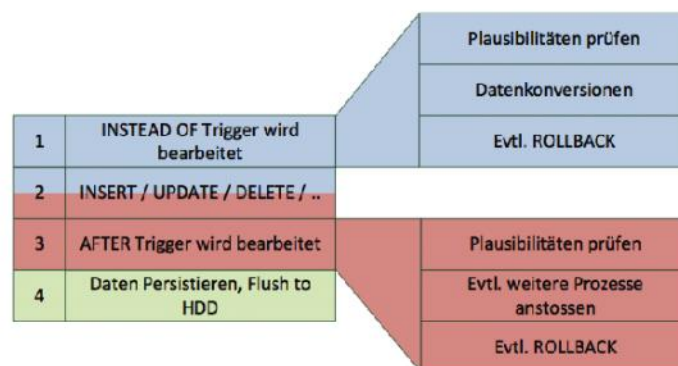 Plausibilitäten prüfen
Datenkonversionen
1
INSTEAD OF Trigger wird
bearbeitet
Evtl. ROLLBACK
2
INSERT / UPDATE / DELETE / ..
3
AFTER Trigger wird bearbeitet
Plausibilitäten prüfen
4
Daten Persistieren, Flush to
HDD
Evtl. weitere Prozesse
anstossen
Evtl. ROLLBACK